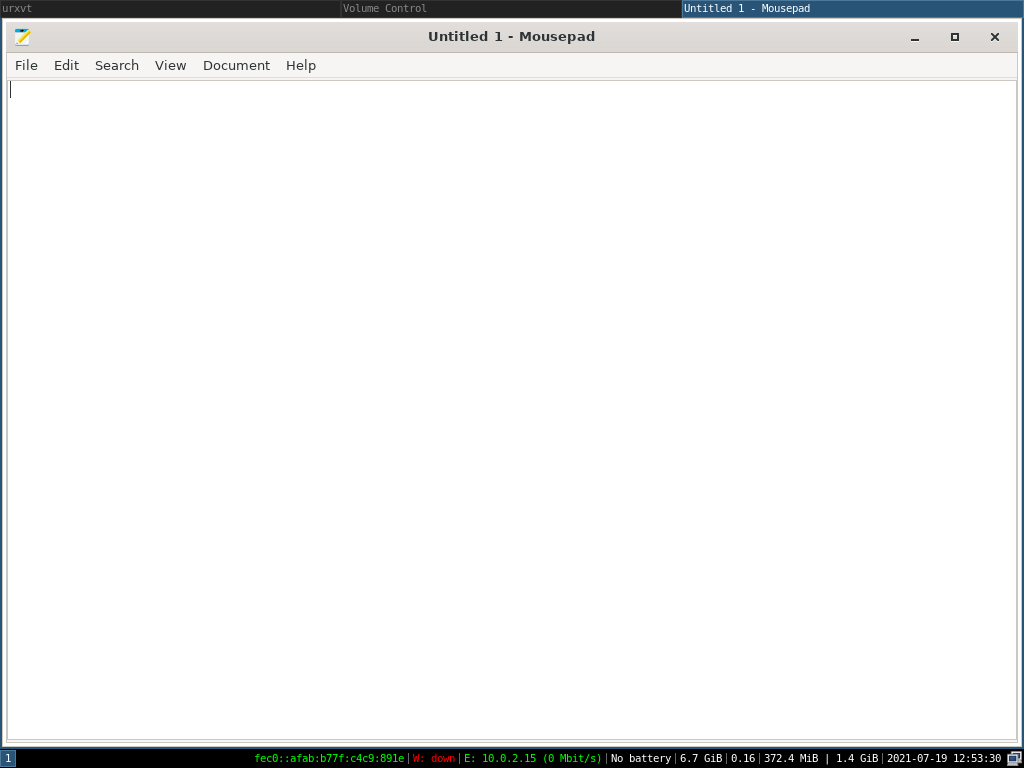 urxvt Volume Control Untitled 1 - Mousepad
Untitled 1 - Mousepad
File Edit Search View Document Help
1 fec0::afab:b77f:c4c9:891e|W: down|E: 10.0.2.15 (0 Mbit/s)|No battery|6.7 GiB|0.16|372.4 MiB | 1.4 GiB|2021-07-19 12:53:30